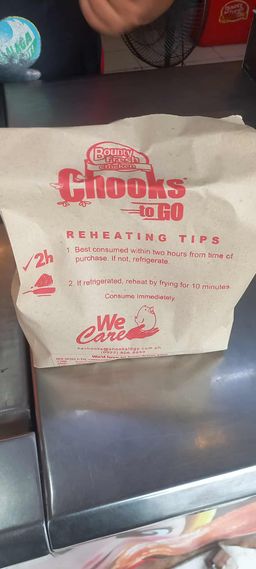 Bounty
Fresh
chicken
Chooks
to GO
REHEATING TIPS
2h
1. Best consumed within two hours from time of
purchase. If not, refrigerate.
2. If refrigerated, reheat by frying for 10 minutes.
Consume immediately
We
Care